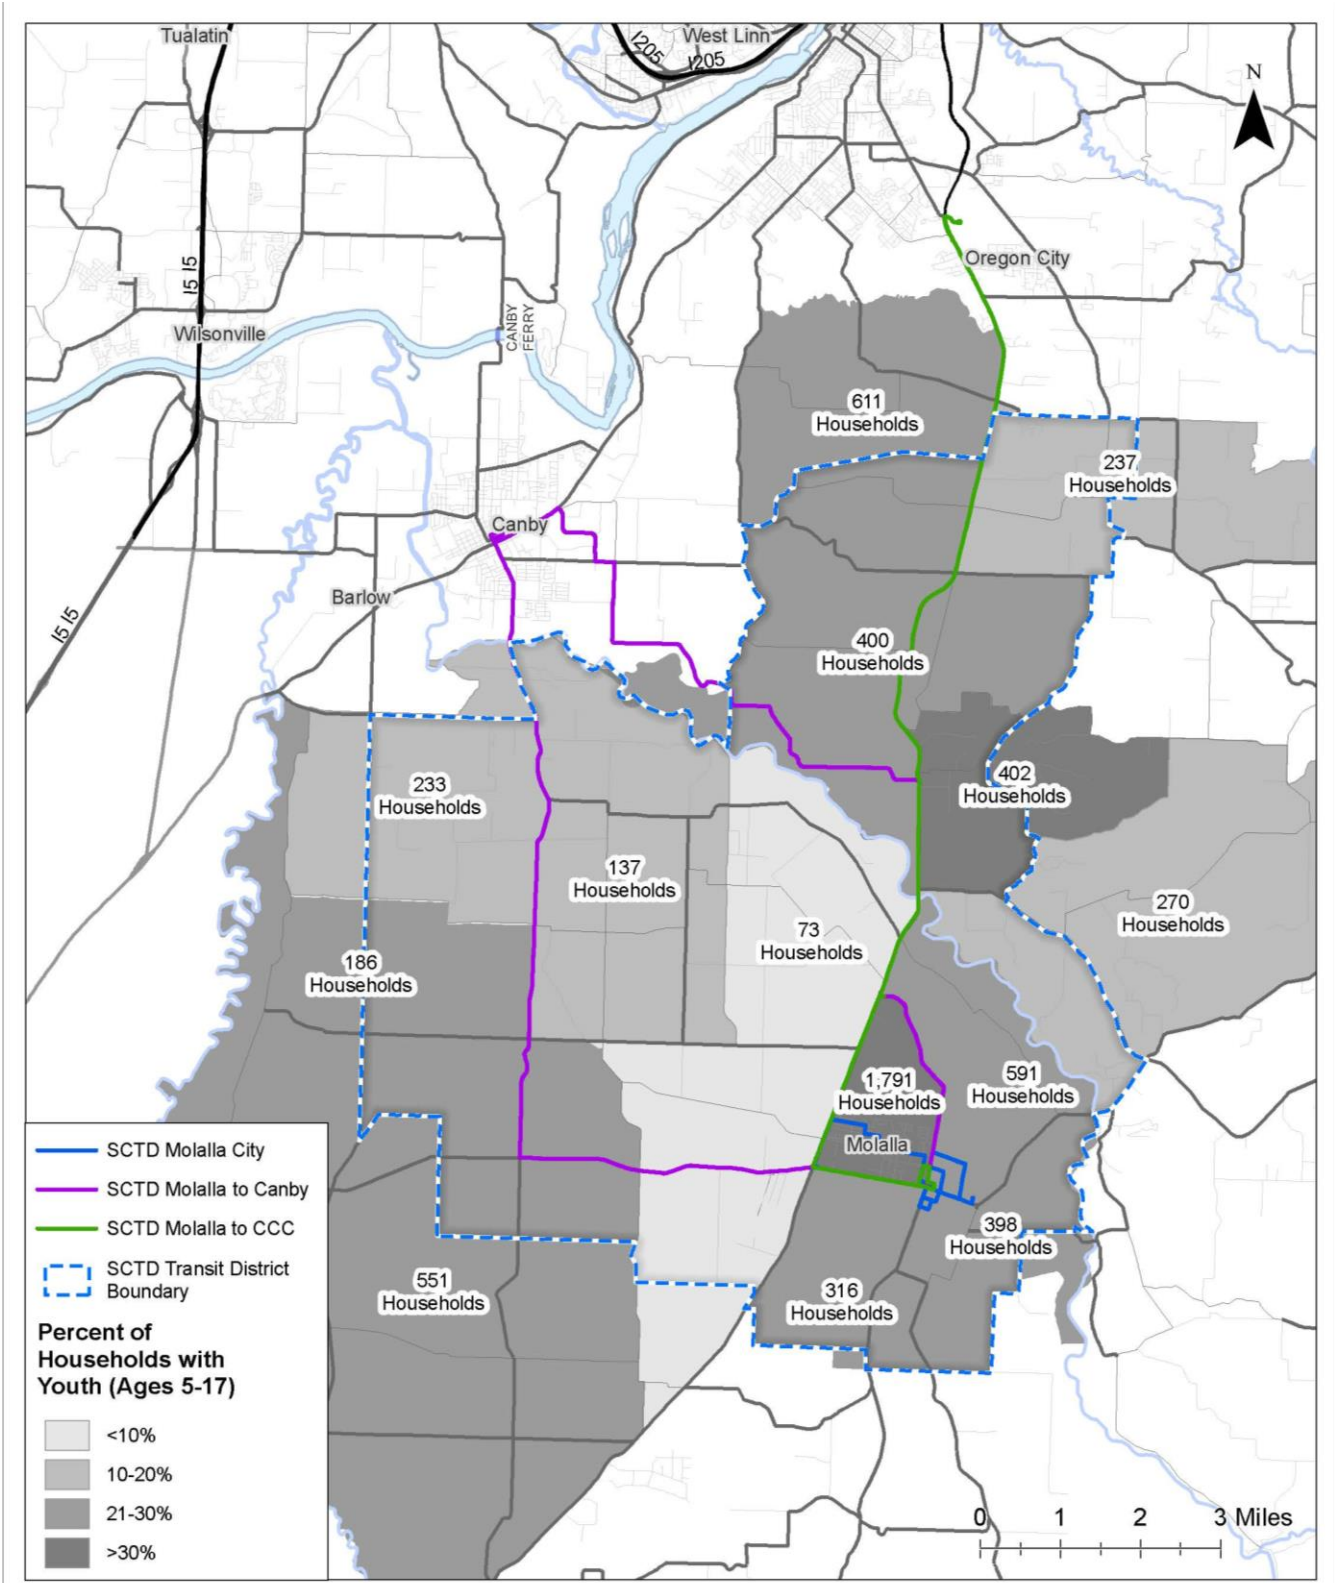 Tualatin
West Linn
I205
I205
N
I5 I5
Oregon City
Wilsonville
CANBY
FERRY
611
Households
237
Households
Canby
Barlow
I5 I5
400
Households
233
Households
402
Households
137
Households
270
Households
73
Households
186
Households
1,791
Households
591
Households
Molalla
398
Households
551
Households
316
Households
SCTD Molalla City
SCTD Molalla to Canby
SCTD Molalla to CCC
SCTD Transit District
Boundary
Percent of
Households with
Youth (Ages 5-17)
<10%
10-20%
21-30%
>30%
0 1 2 3 Miles